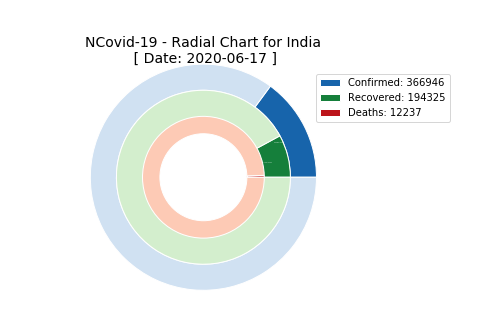 NCovid-19 - Radial Chart for India
[ Date: 2020-06-17 ]
Confirmed: 366946
Recovered: 194325
Deaths: 12237